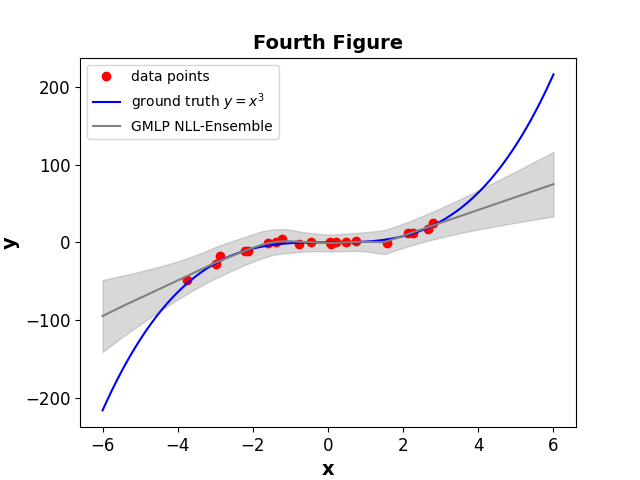 Fourth Figure
data points
ground truth $y = x^3$
GMLP NLL-Ensemble
200
100
0
−100
−200
y
−6 −4 −2 0 2 4 6
x